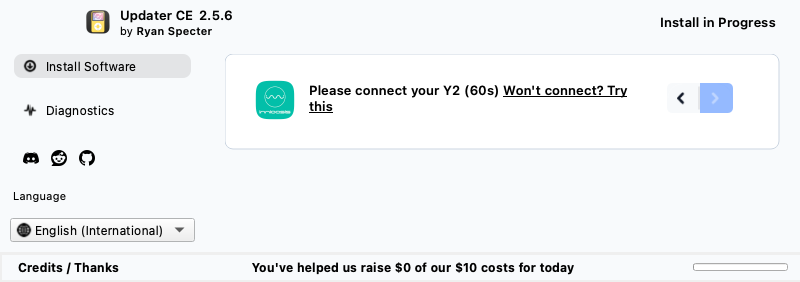 Updater CE 2.5.6
by Ryan Specter
Install in Progress
Install Software
Diagnostics
Please connect your Y2 (60s) Won't connect? Try
this
Language
English (International)
Credits / Thanks
You've helped us raise $0 of our $10 costs for today